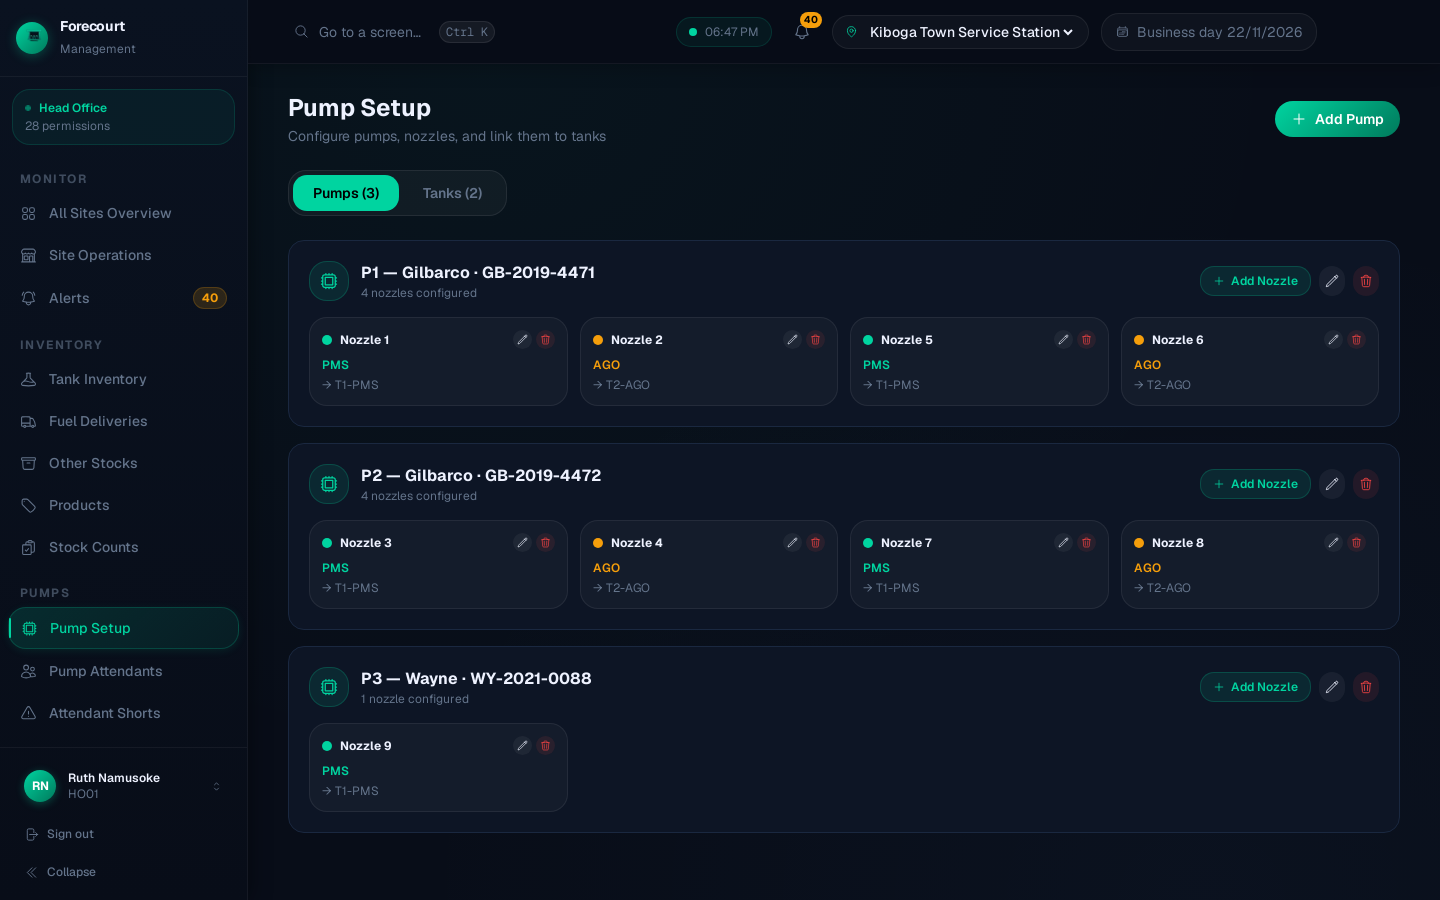 Forecourt
Management
Head Office
28 permissions
MONITOR
All Sites Overview
Site Operations
Alerts
40
INVENTORY
Tank Inventory
Fuel Deliveries
Other Stocks
Products
Stock Counts
PUMPS
Pump Setup
Pump Attendants
Attendant Shorts
RN
Ruth Namusoke
HO01
Sign out
Collapse
Go to a screen...
Ctrl K
06:47 PM
40
Kiboga Town Service Station
Business day 22/11/2026
Pump Setup
Configure pumps, nozzles, and link them to tanks
Add Pump
Pumps (3)
Tanks (2)
P1 — Gilbarco · GB-2019-4471
4 nozzles configured
Add Nozzle
Nozzle 1
PMS
→ T1-PMS
Nozzle 2
AGO
→ T2-AGO
Nozzle 5
PMS
→ T1-PMS
Nozzle 6
AGO
→ T2-AGO
P2 — Gilbarco · GB-2019-4472
4 nozzles configured
Add Nozzle
Nozzle 3
PMS
→ T1-PMS
Nozzle 4
AGO
→ T2-AGO
Nozzle 7
PMS
→ T1-PMS
Nozzle 8
AGO
→ T2-AGO
P3 — Wayne · WY-2021-0088
1 nozzle configured
Add Nozzle
Nozzle 9
PMS
→ T1-PMS